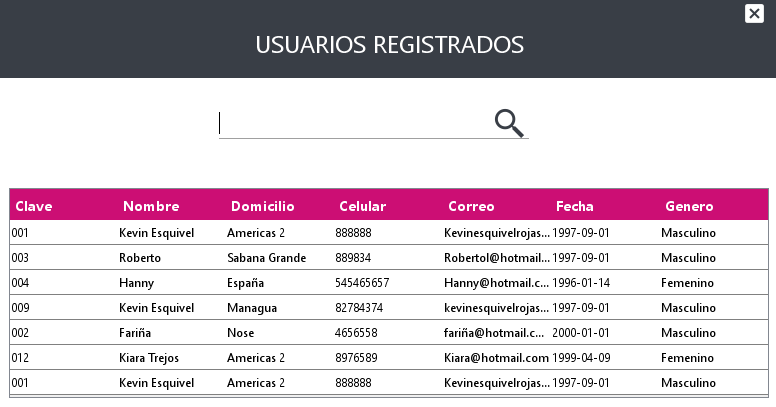 USUARIOS REGISTRADOS
Clave Nombre Domicilio Celular Correo Fecha Genero
001 Kevin Esquivel Americas 2 888888 Kevinesquivelrojas... 1997-09-01 Masculino
003 Roberto Sabana Grande 889834 Robertol@hotmail... 1997-09-01 Masculino
004 Hanny España 545465657 Hanny@hotmail.c... 1996-01-14 Femenino
009 Kevin Esquivel Managua 82784374 kevinesquivelrojas... 1997-09-01 Masculino
002 Fariña Nose 4656558 fariña@hotmail.c... 2000-01-01 Masculino
012 Kiara Trejos Americas 2 8976589 Kiara@hotmail.com 1999-04-09 Femenino
001 Kevin Esquivel Americas 2 888888 Kevinesquivelrojas... 1997-09-01 Masculino